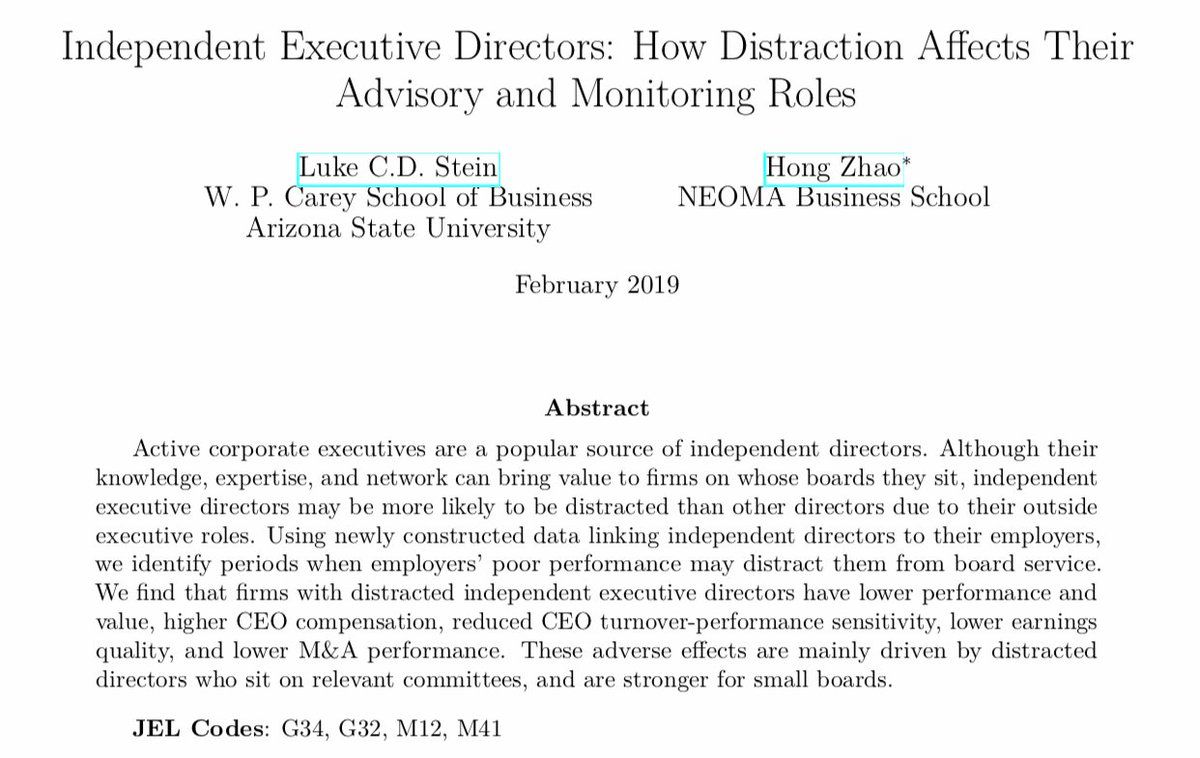 Independent Executive Directors: How Distraction Affects Their
Advisory and Monitoring Roles
Luke C.D. Stein
W. P. Carey School of Business
Arizona State University
Hong Zhao*
NEOMA Business School
February 2019
Abstract
Active corporate executives are a popular source of independent directors. Although their
knowledge, expertise, and network can bring value to firms on whose boards they sit, independent
executive directors may be more likely to be distracted than other directors due to their outside
executive roles. Using newly constructed data linking independent directors to their employers,
we identify periods when employers' poor performance may distract them from board service.
We find that firms with distracted independent executive directors have lower performance and
value, higher CEO compensation, reduced CEO turnover-performance sensitivity, lower earnings
quality, and lower M&A performance. These adverse effects are mainly driven by distracted
directors who sit on relevant committees, and are stronger for small boards.
JEL Codes: G34, G32, M12, M41